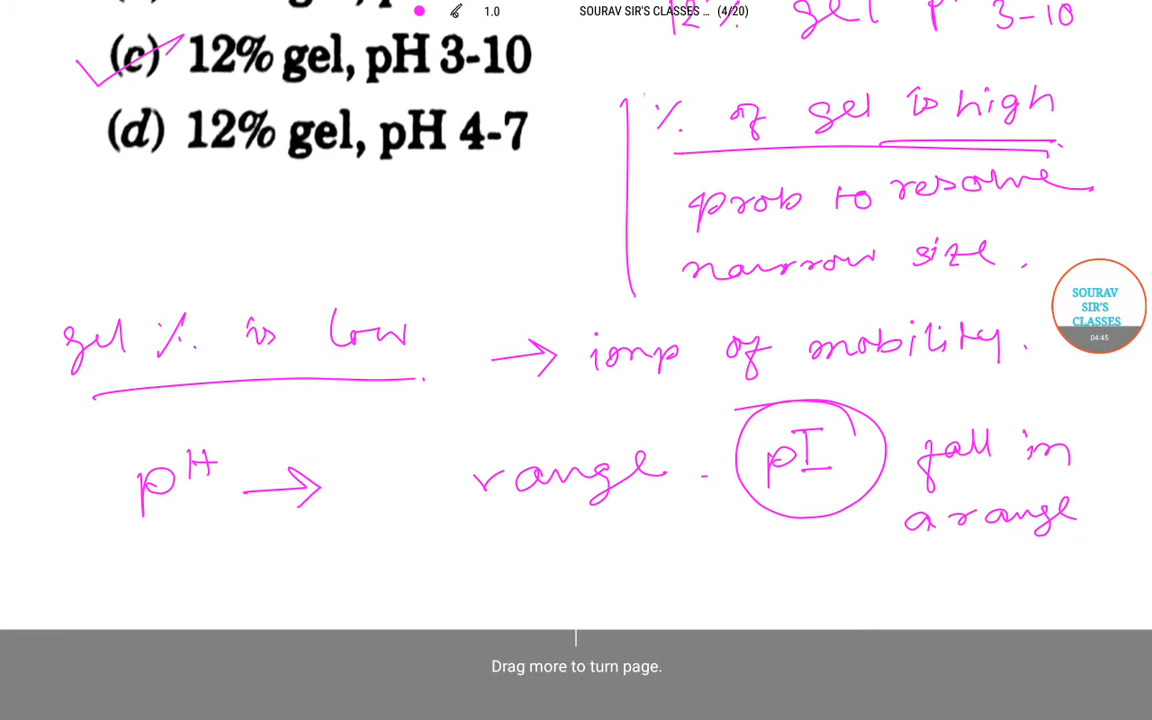 1.0 SOURAV SIR'S CLASSES ... (4/20)
12% gel pH 3-10
(c) 12% gel, pH 3-10
(d) 12% gel, pH 4-7
% of gel is high
prob to resolve
narrow size.
SOURAV
SIR'S
CLASSES
04:45
gel % is low → of mobility.
pH → range. pI fall in
a range
Drag more to turn page.